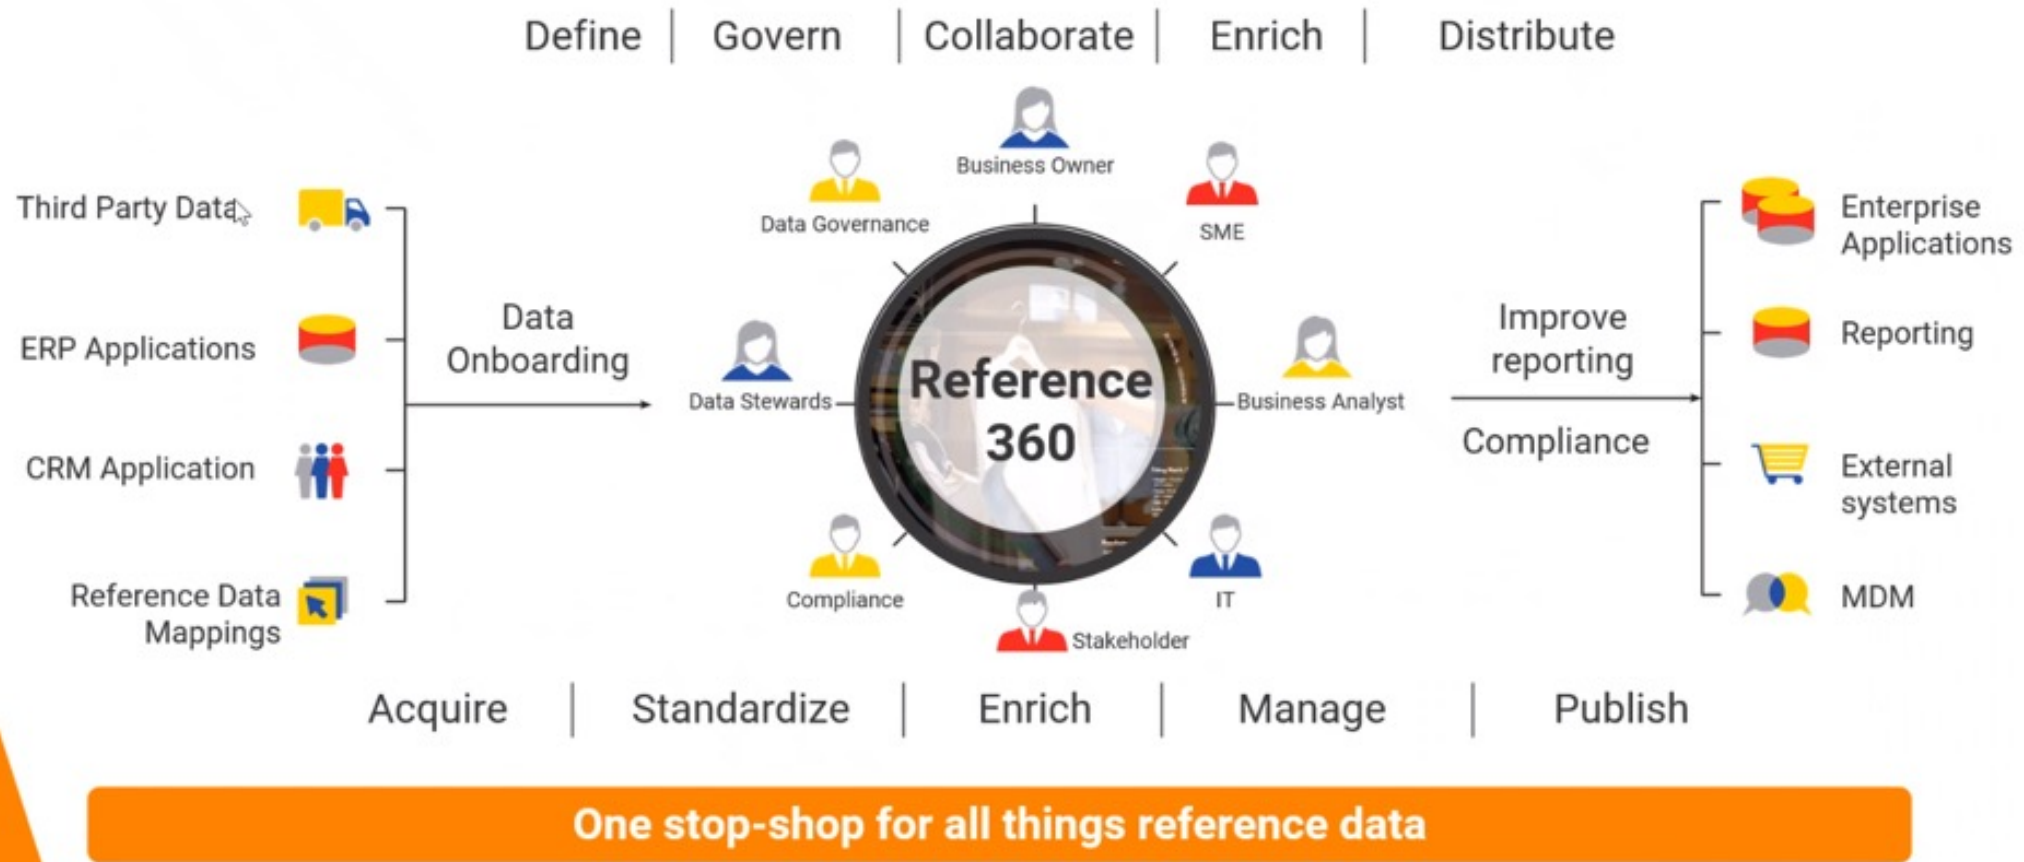 Define | Govern | Collaborate | Enrich | Distribute
Business Owner
Data Governance
SME
Third Party Data
ERP Applications
CRM Application
Reference Data
Mappings
Data
Onboarding
Data Stewards
Reference
360
Business Analyst
Compliance
IT
Stakeholder
Improve
reporting
Compliance
Enterprise
Applications
Reporting
External
systems
MDM
Acquire | Standardize | Enrich | Manage | Publish
One stop-shop for all things reference data